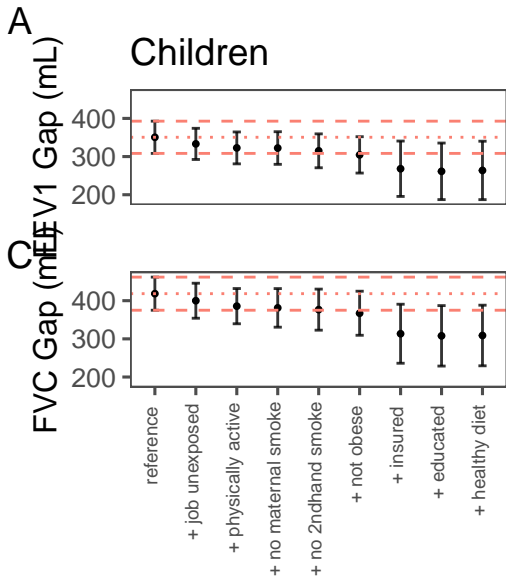 A
Children
FEV1 Gap (mL)
400
300
200
C
FVC Gap (mL)
400
300
200
reference
+ job unexposed
+ physically active
+ no maternal smoke
+ no 2ndhand smoke
+ not obese
+ insured
+ educated
+ healthy diet